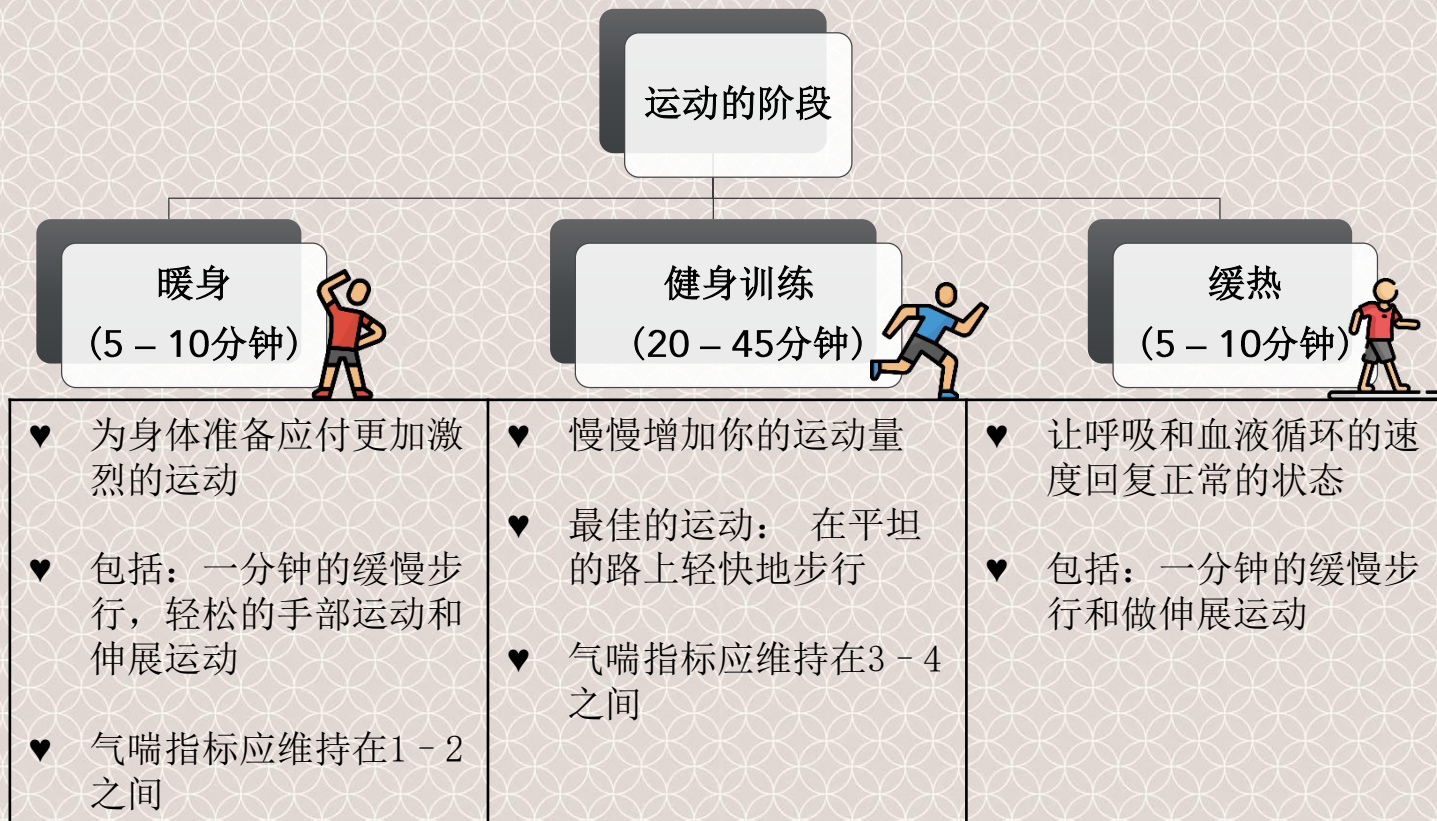 运动的阶段
暖身
（5 – 10分钟）
健身训练
（20 – 45分钟）
缓热
（5 – 10分钟）
♥ 为身体准备应付更加激
烈的运动
♥ 包括：一分钟的缓慢步
行，轻松的手部运动和
伸展运动
♥ 气喘指标应维持在1–2
之间
♥ 慢慢增加你的运动量
♥ 最佳的运动： 在平坦
的路上轻快地步行
♥ 气喘指标应维持在3–4
之间
♥ 让呼吸和血液循环的速
度回复正常的状态
♥ 包括：一分钟的缓慢步
行和做伸展运动